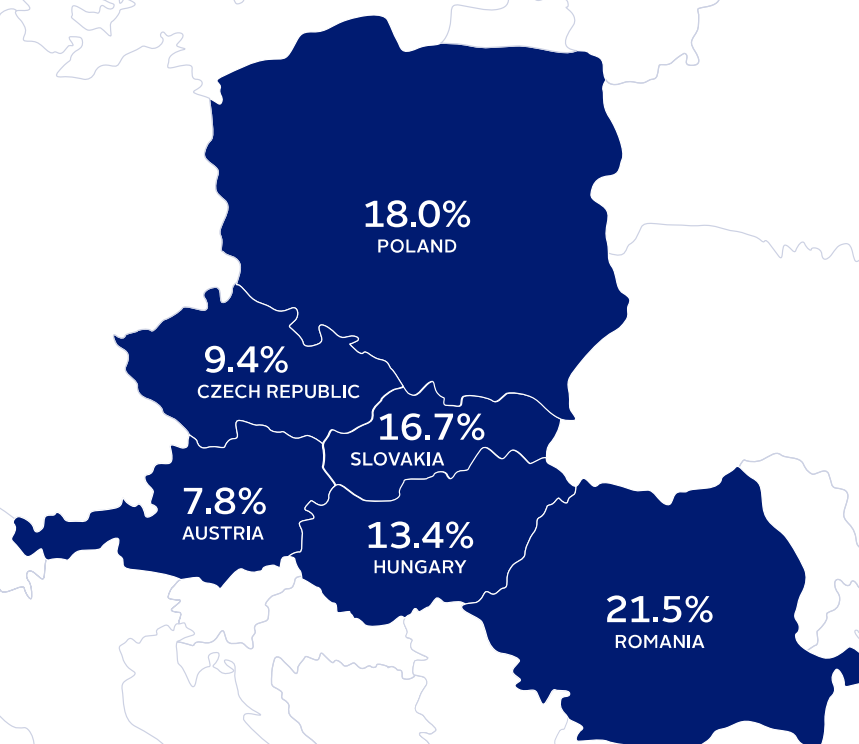 18.0%
POLAND
9.4%
CZECH REPUBLIC
16.7%
SLOVAKIA
7.8%
AUSTRIA
13.4%
HUNGARY
21.5%
ROMANIA